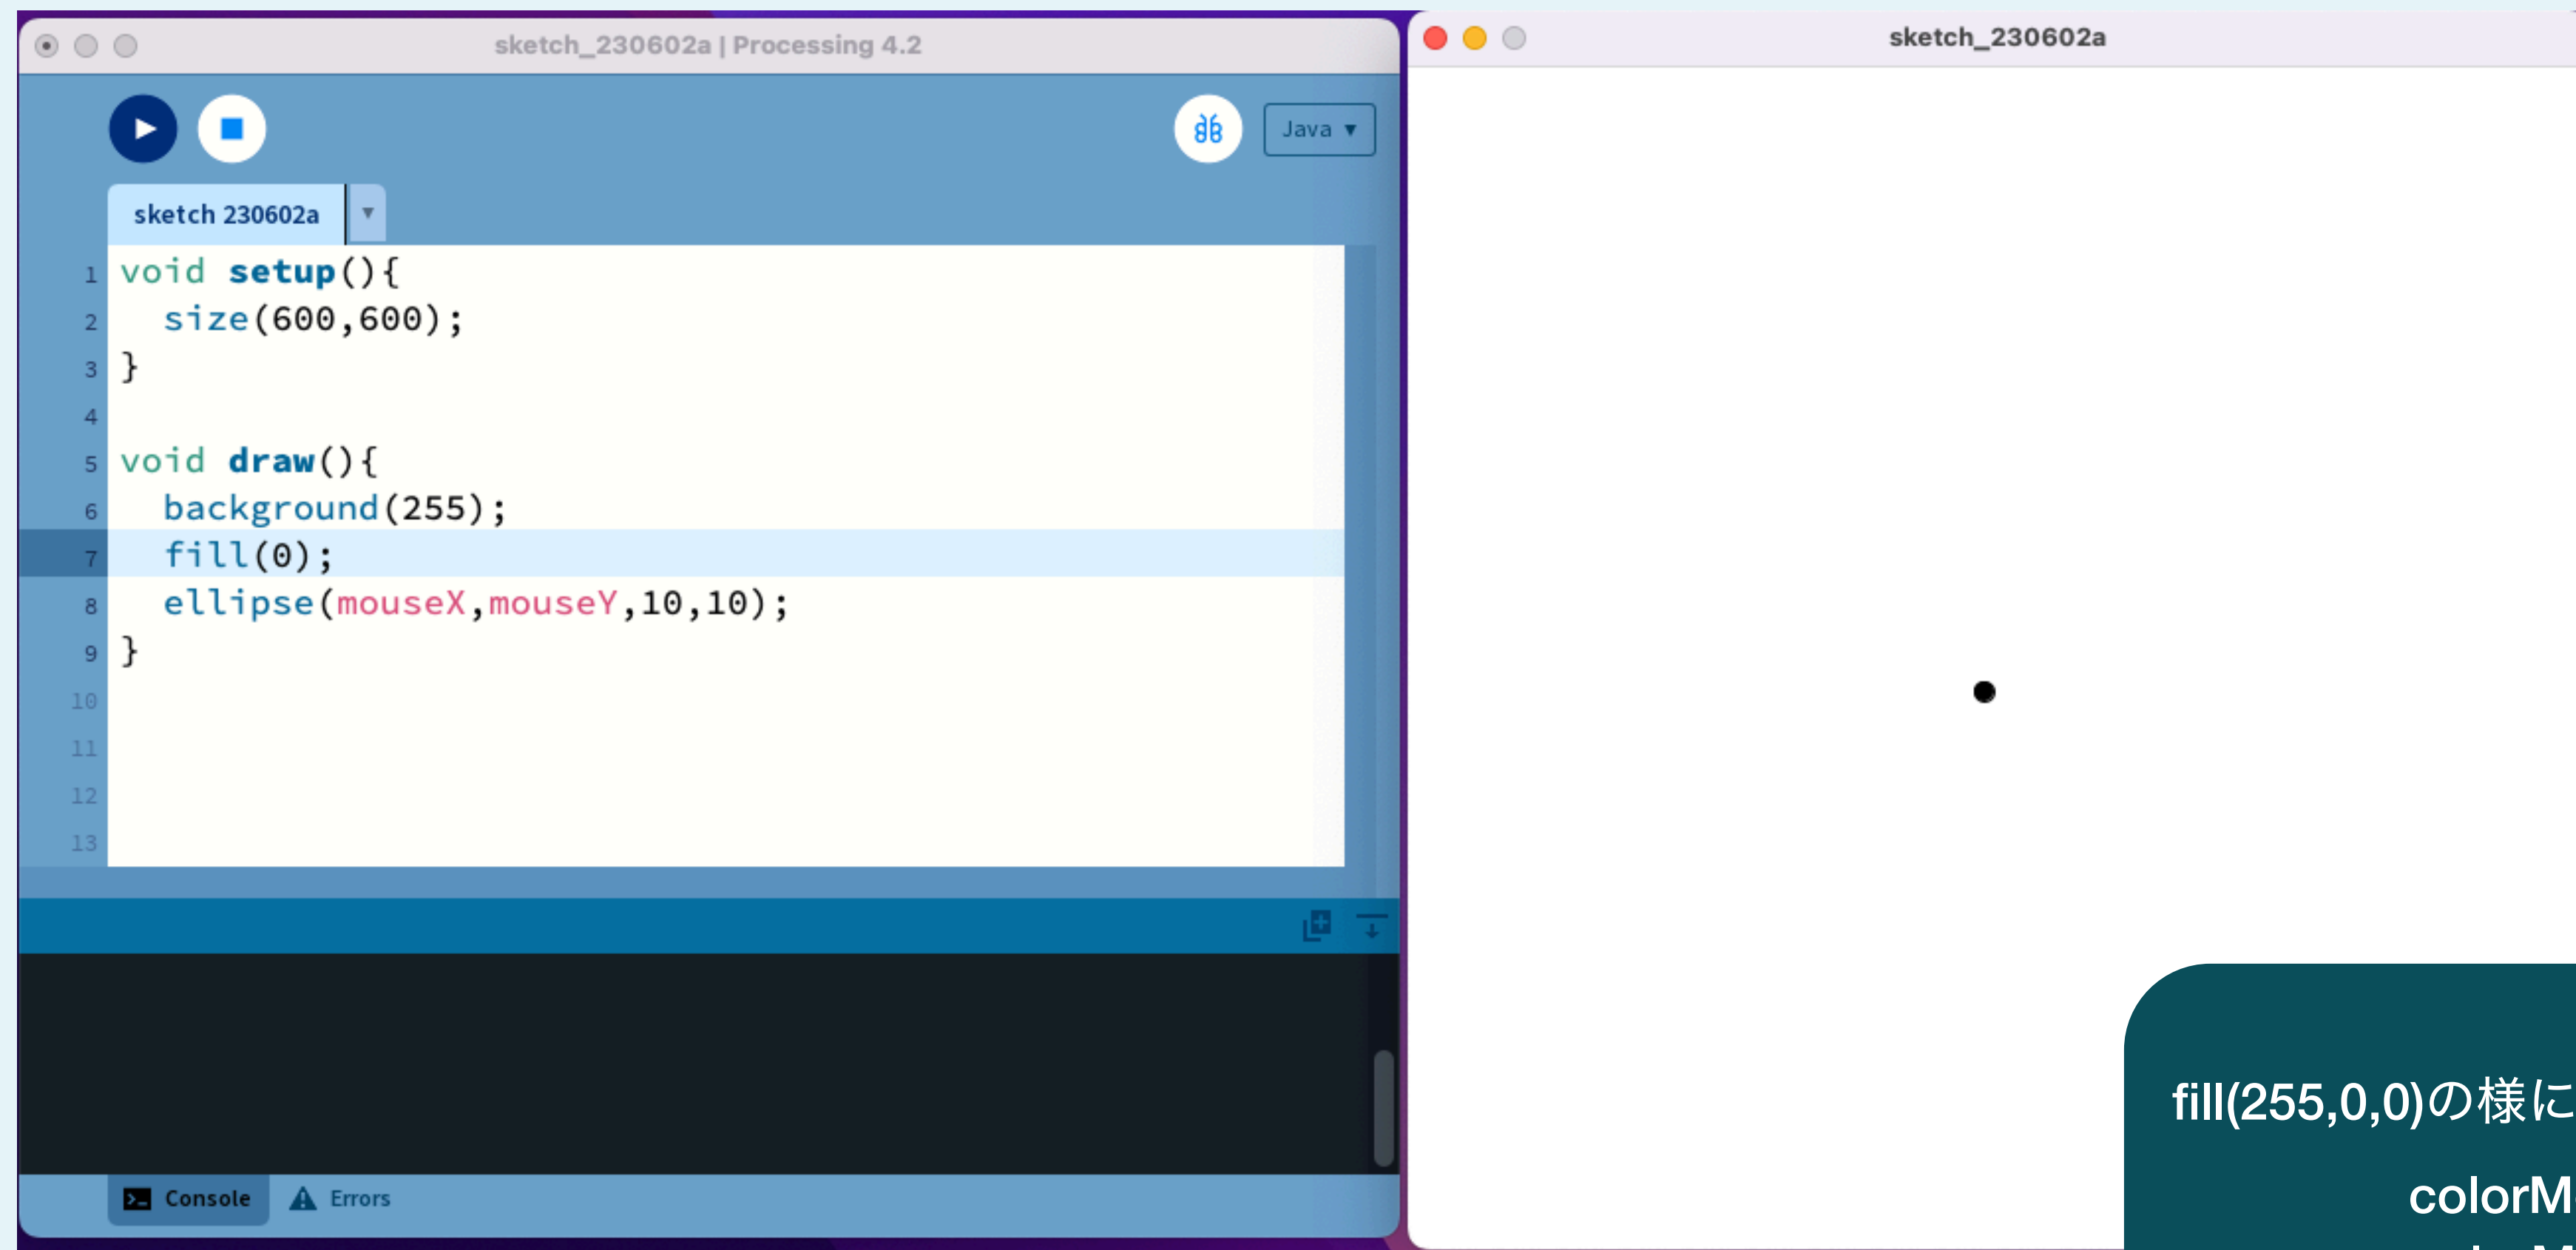 sketch_230602a | Processing 4.2
Java
sketch 230602a
1 void setup(){
2 size(600,600);
3 }
4
5 void draw(){
6 background(255);
7 fill(0);
8 ellipse(mouseX,mouseY,10,10);
9 }
10
11
12
13
Console
Errors
sketch_230602a
fill(255,0,0)の様に